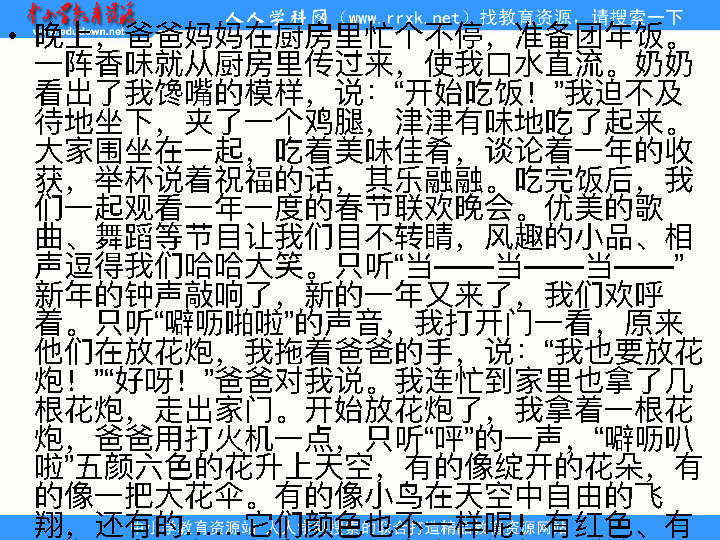 中小学教育资源
www.edudown.net
人人学科网（www.rrxk.net）找教育资源，请搜索一下
• 晚上，爸爸妈妈在厨房里忙个不停，准备团年饭。
一阵香味就从厨房里传过来，使我口水直流。奶奶
看出了我馋嘴的模样，说：“开始吃饭！”我迫不及
待地坐下，夹了一个鸡腿，津津有味地吃了起来。
大家围坐在一起，吃着美味佳肴，谈论着一年的收
获，举杯说着祝福的话，其乐融融。吃完饭后，我
们一起观看一年一度的春节联欢晚会。优美的歌
曲、舞蹈等节目让我们目不转睛，风趣的小品、相
声逗得我们哈哈大笑。只听“当——当——当——”
新年的钟声敲响了，新的一年又来了，我们欢呼
着。只听“噼呖啪啦”的声音，我打开门一看，原来
他们在放花炮，我拖着爸爸的手，说：“我也要放花
炮！”“好呀！”爸爸对我说。我连忙到家里也拿了几
根花炮，走出家门。开始放花炮了，我拿着一根花
炮，爸爸用打火机一点，只听“呯”的一声，“噼呖叭
啦”五颜六色的花升上天空，有的像绽开的花朵，有
的像一把大花伞。有的像小鸟在天空中自由的飞
翔，还有的……它们颜色也不一样呢！有红色、有